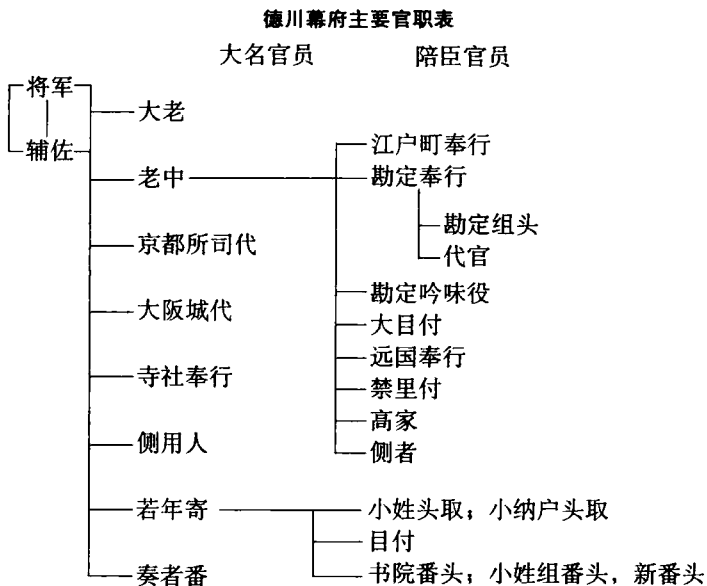 德川幕府主要官职表
大名官员 陪臣官员
将军
大老
辅佐
江户町奉行
老中
勘定奉行
勘定组头
京都所司代
代官
勘定吟味役
大阪城代
大目付
远国奉行
寺社奉行
禁里付
高家
侧用人
侧者
若年寄
小姓头取；小纳户头取
目付
奏者番
书院番头；小姓组番头，新番头